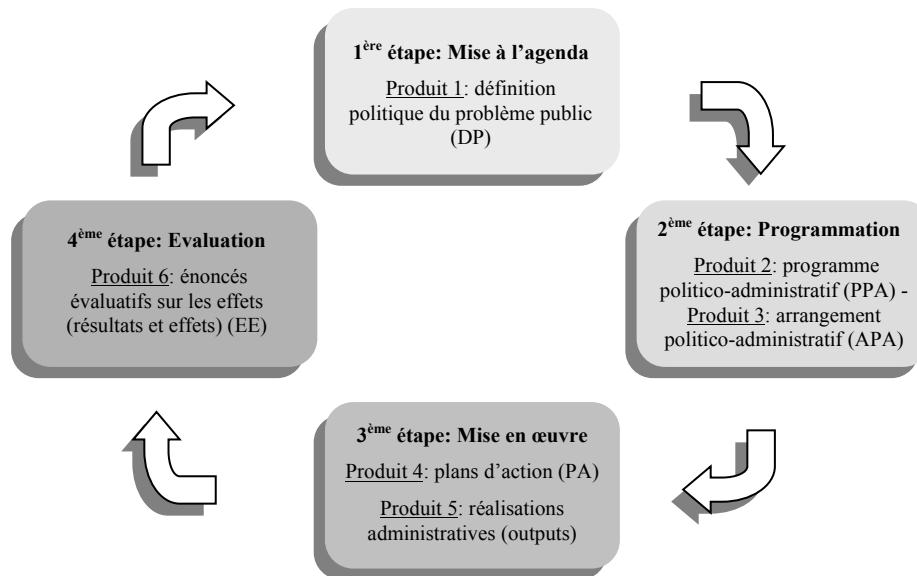 1ère étape: Mise à l’agenda
Produit 1: définition
politique du problème public
(DP)
2ème étape: Programmation
Produit 2: programme
politico-administratif (PPA) -
Produit 3: arrangement
politico-administratif (APA)
3ème étape: Mise en œuvre
Produit 4: plans d’action (PA)
Produit 5: réalisations
administratives (outputs)
4ème étape: Evaluation
Produit 6: énoncés
évaluatifs sur les effets
(résultats et effets) (EE)